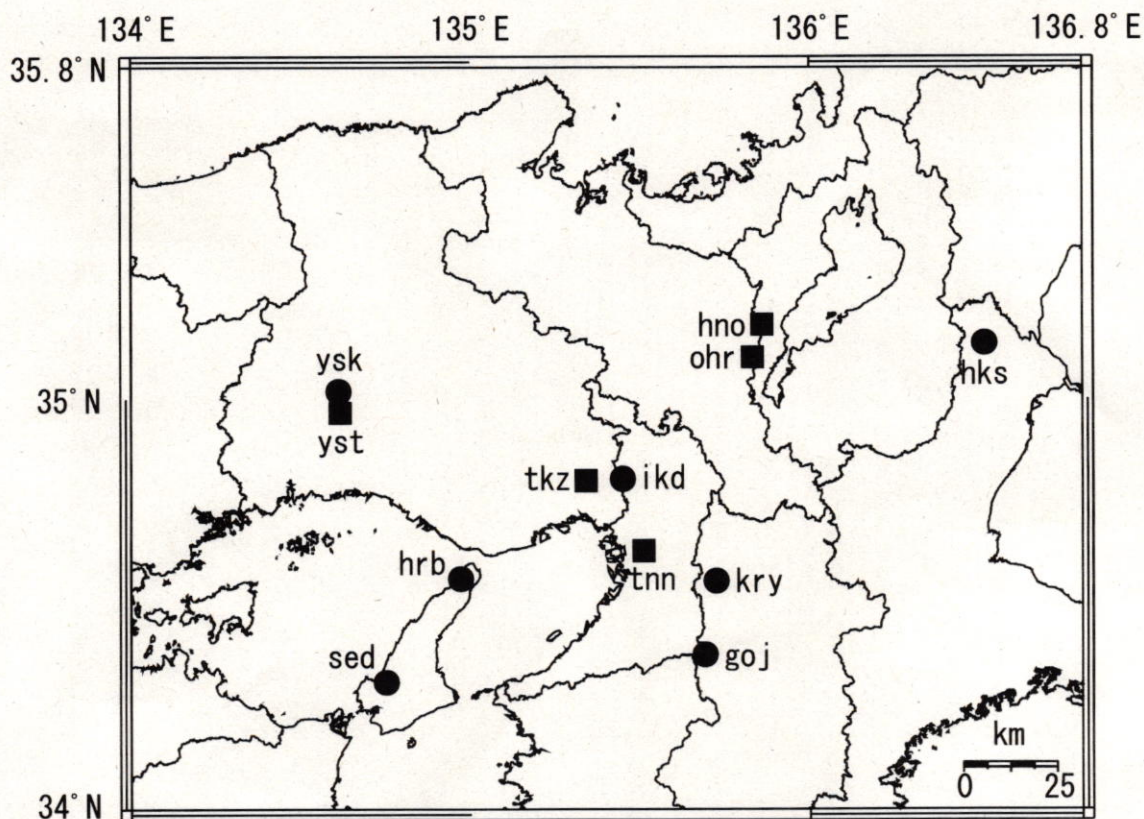 134°E 135°E 136°E 136.8°E
35.8°N
hno
ohr
ysk
hks
35°N
yst
tkz ikd
hrb
tnn kry
sed goj
km
0 25
34°N